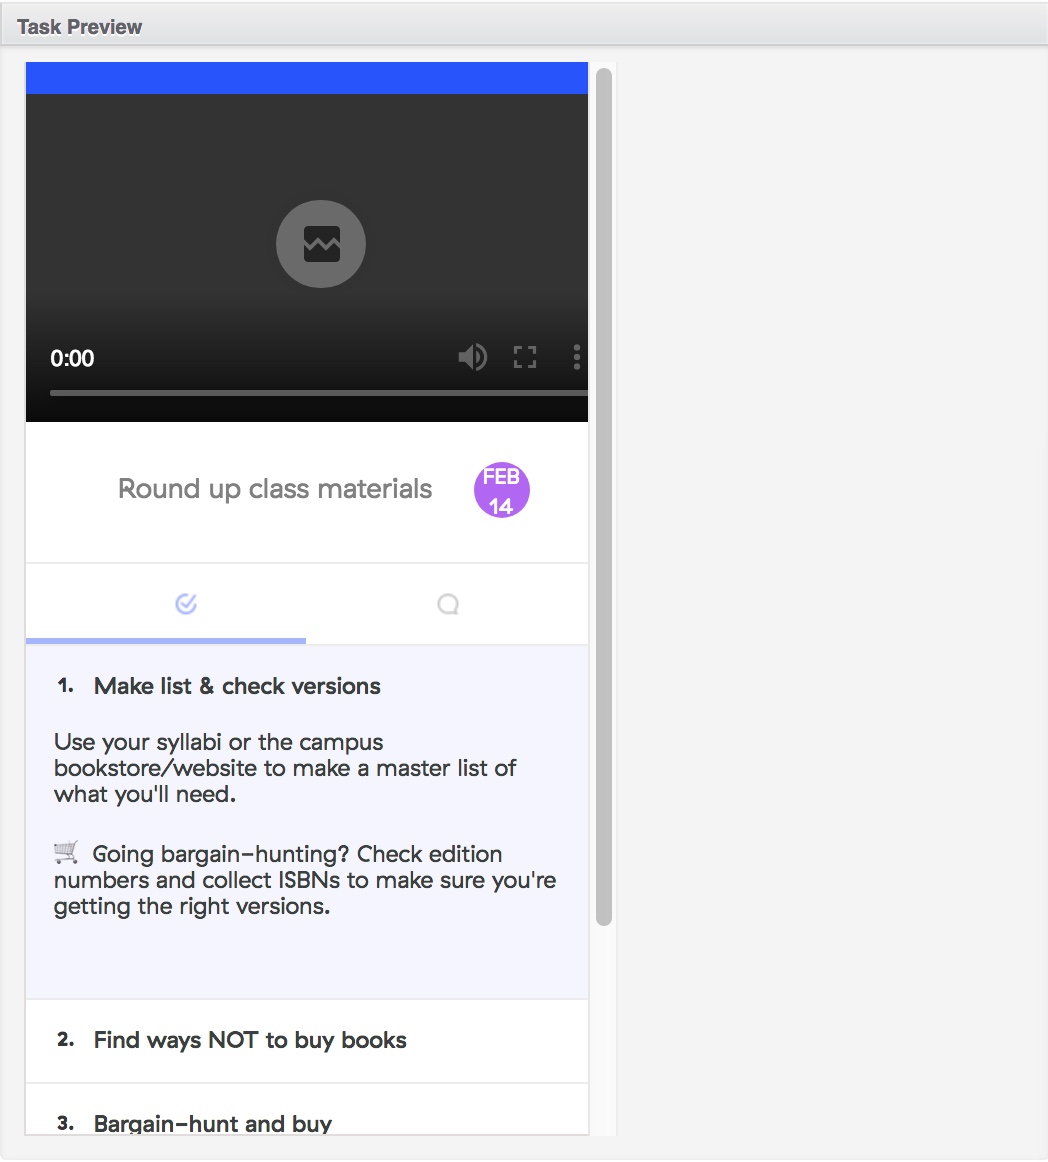 Task Preview
0:00
Round up class materials
FEB
14
1. Make list & check versions
Use your syllabi or the campus
bookstore/website to make a master list of
what you'll need.
🛒 Going bargain-hunting? Check edition
numbers and collect ISBNs to make sure you're
getting the right versions.
2. Find ways NOT to buy books
3. Bargain-hunt and buy